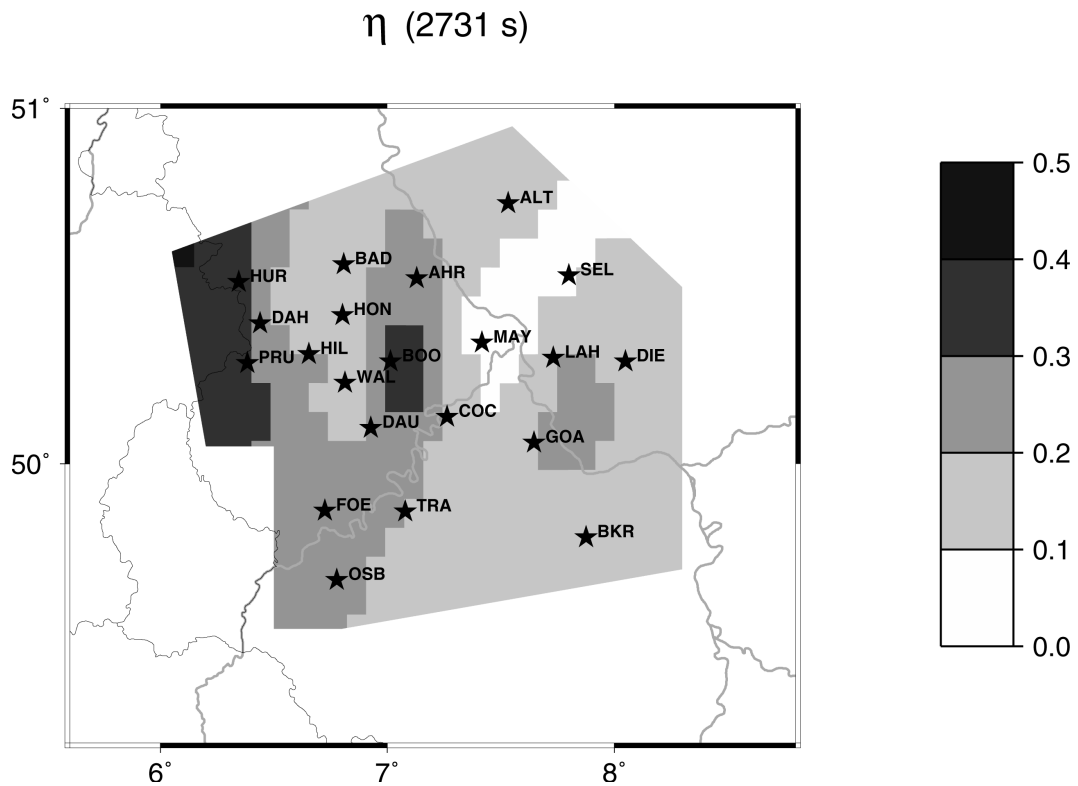 η (2731 s)
51°
0.5
ALT
BAD
0.4
HUR
AHR
SEL
HON
DAH
MAY
HIL
PRU
BOO
LAH
DIE
0.3
WAL
COC
DAU
GOA
50°
0.2
FOE
TRA
BKR
0.1
OSB
0.0
6°
7°
8°